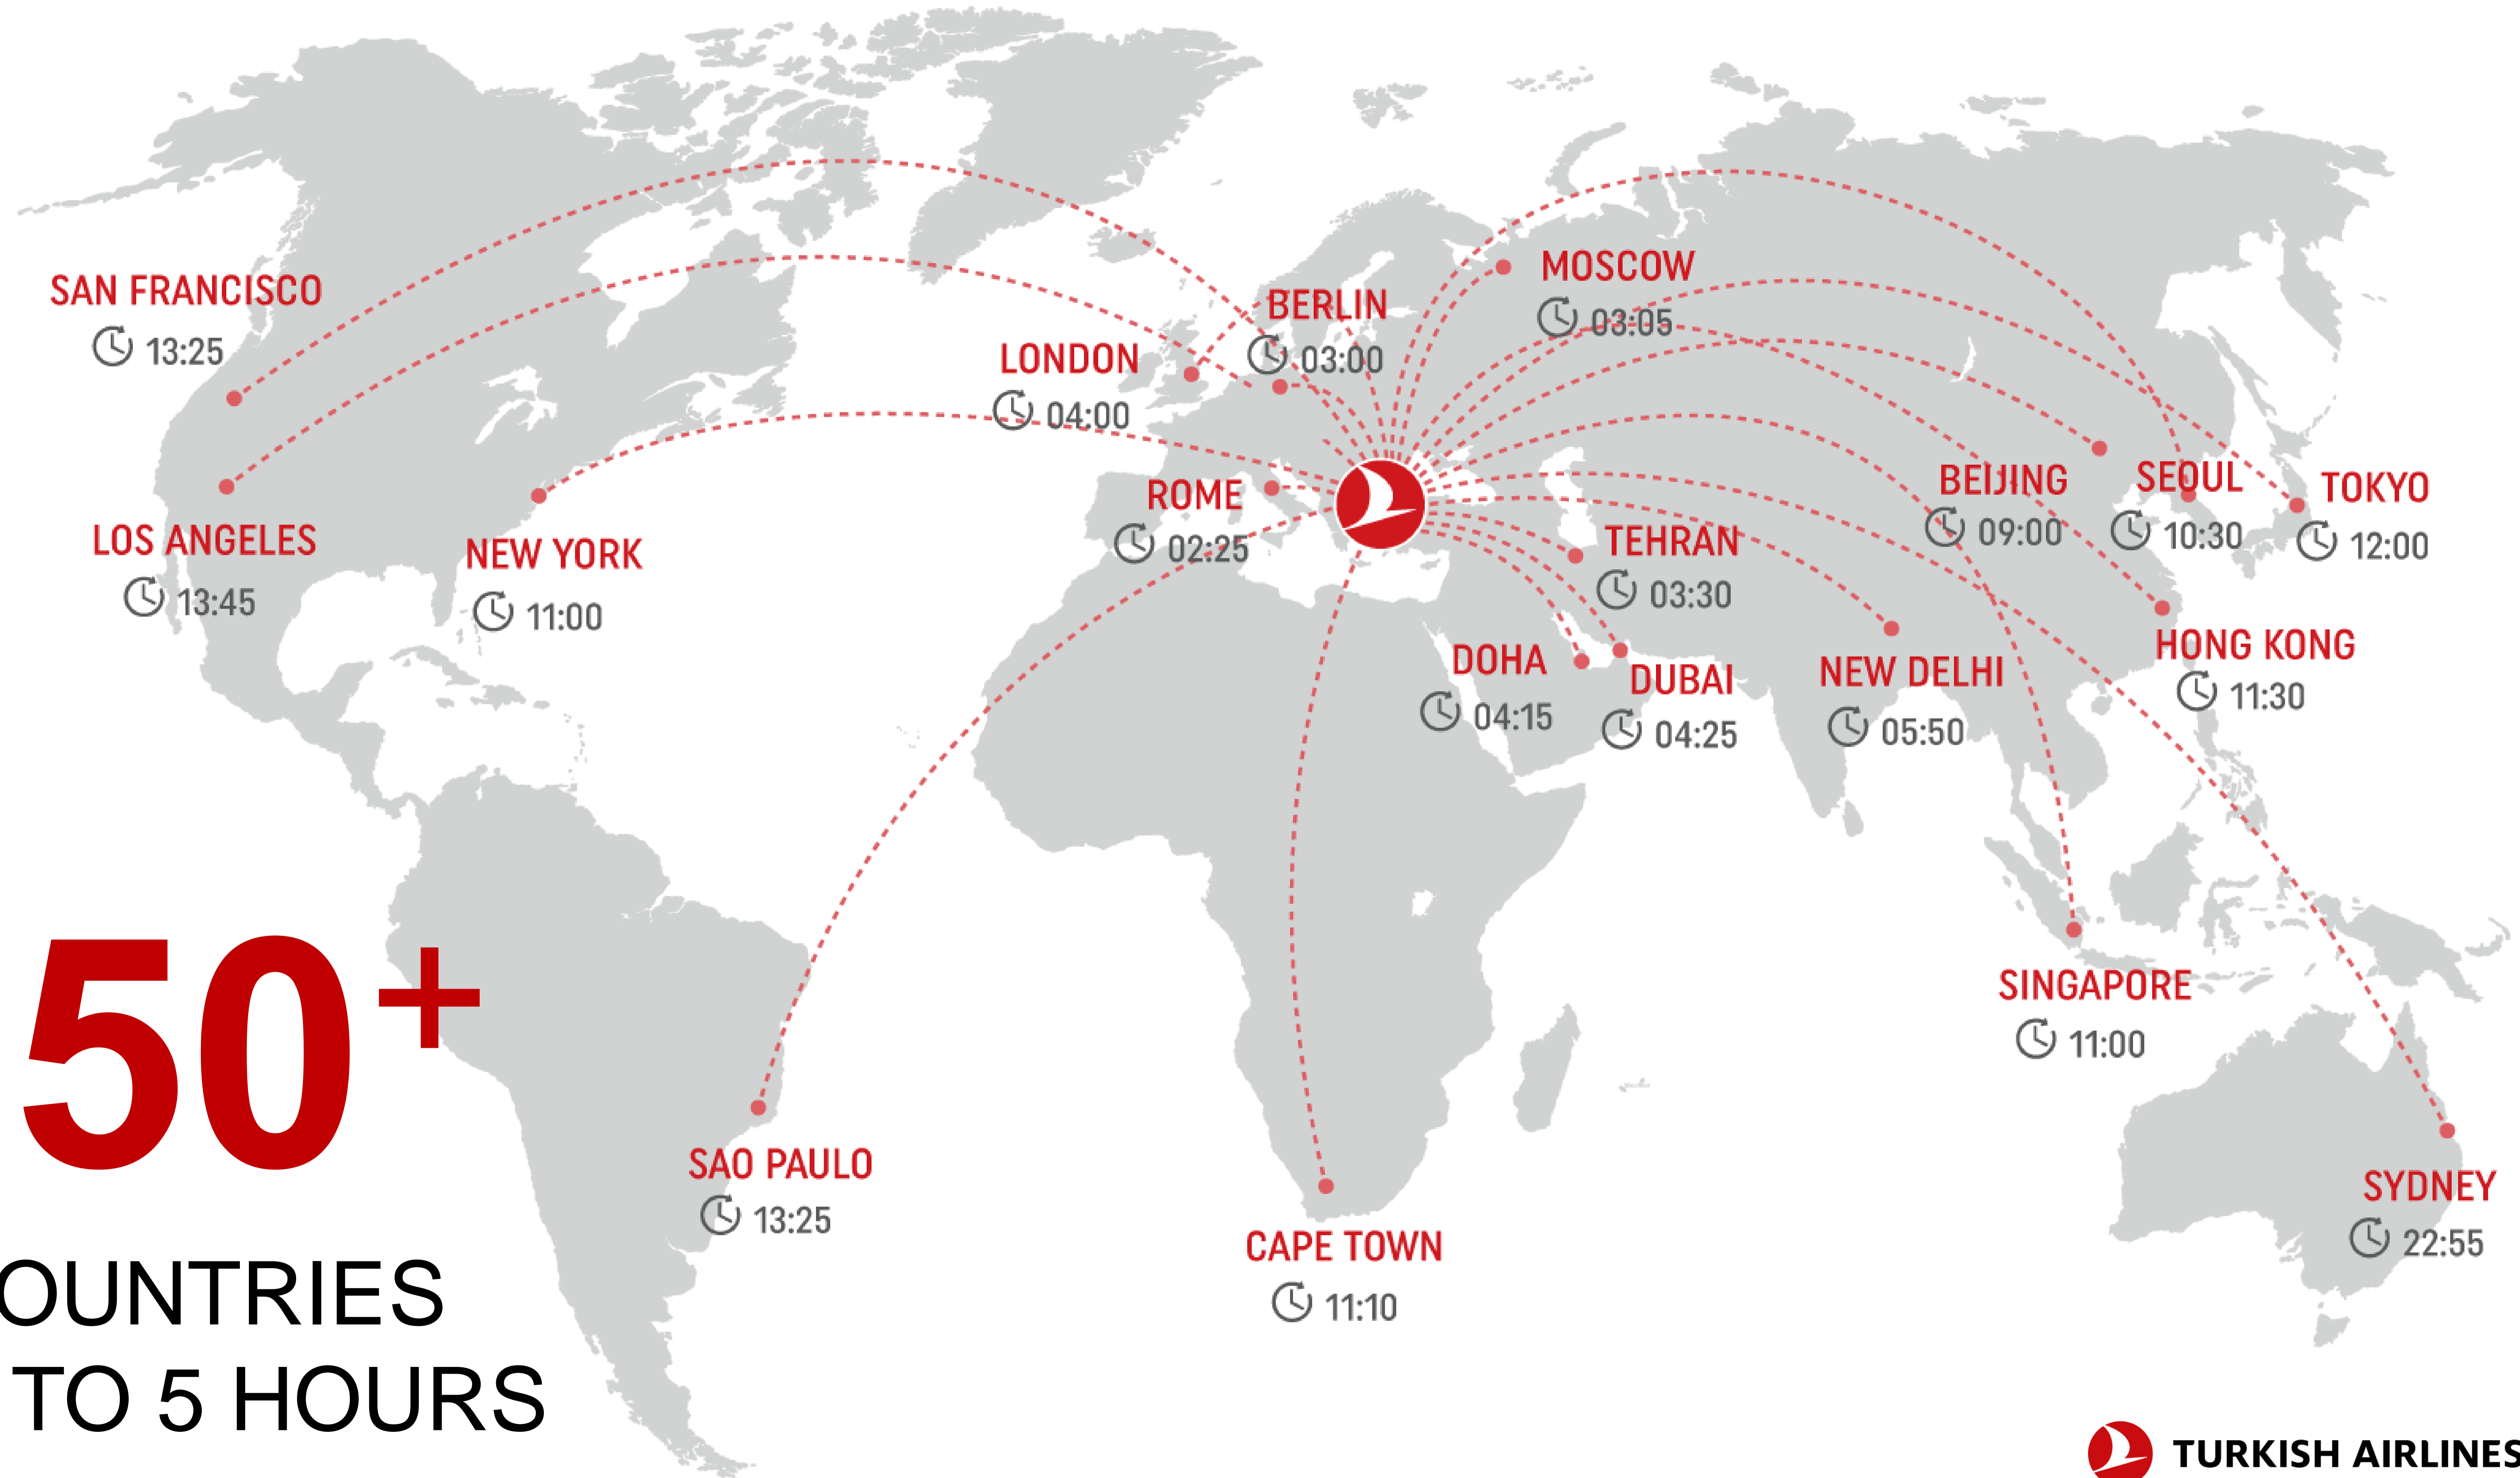 SAN FRANCISCO
13:25
LOS ANGELES
13:45
NEW YORK
11:00
LONDON
04:00
BERLIN
03:00
MOSCOW
03:05
ROME
02:25
TEHRAN
03:30
DOHA
04:15
DUBAI
04:25
NEW DELHI
05:50
BEIJING
09:00
SEOUL
10:30
TOKYO
12:00
HONG KONG
11:30
SINGAPORE
11:00
SYDNEY
22:55
SAO PAULO
13:25
CAPE TOWN
11:10
50+
OUNTRIES
TO 5 HOURS
TURKISH AIRLINES